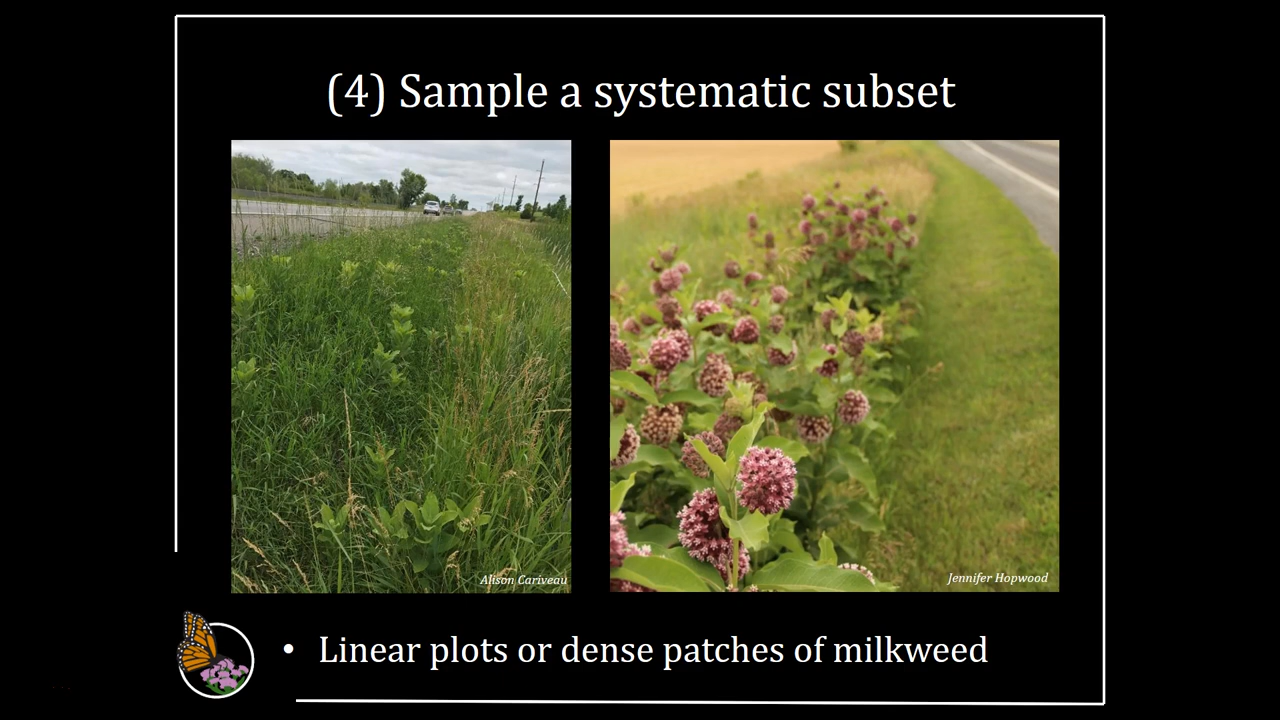 (4) Sample a systematic subset
Alison Cariveau
Jennifer Hopwood
• Linear plots or dense patches of milkweed